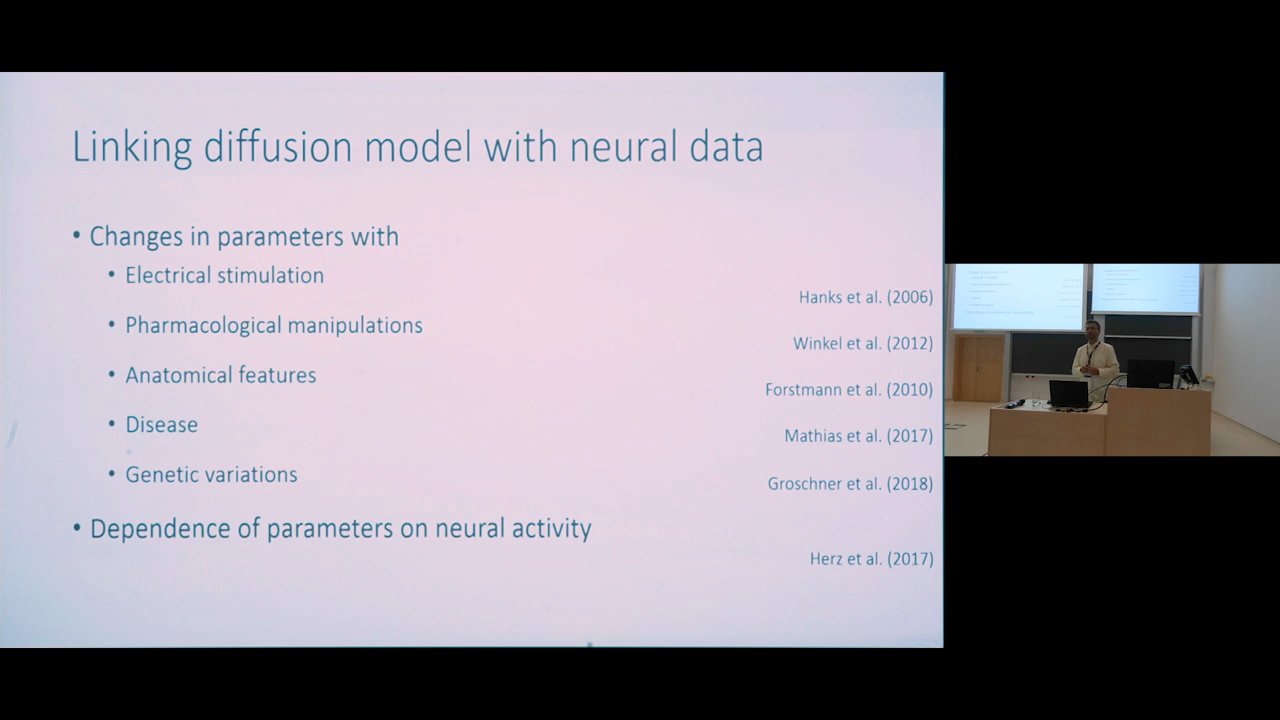 Linking diffusion model with neural data
• Changes in parameters with
• Electrical stimulation
Hanks et al. (2006)
• Pharmacological manipulations
Winkel et al. (2012)
• Anatomical features
Forstmann et al. (2010)
• Disease
Mathias et al. (2017)
• Genetic variations
Groschner et al. (2018)
• Dependence of parameters on neural activity
Herz et al. (2017)